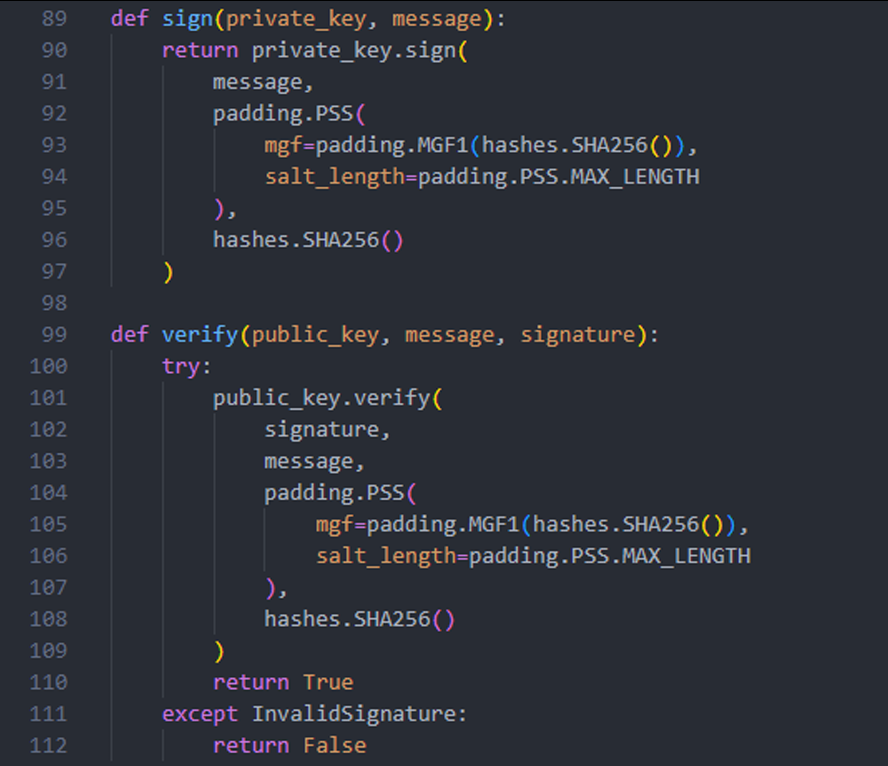 89 def sign(private_key, message):
90     return private_key.sign(
91         message,
92         padding.PSS(
93             mgf=padding.MGF1(hashes.SHA256()),
94             salt_length=padding.PSS.MAX_LENGTH
95         ),
96         hashes.SHA256()
97     )
98
99 def verify(public_key, message, signature):
100     try:
101         public_key.verify(
102             signature,
103             message,
104             padding.PSS(
105                 mgf=padding.MGF1(hashes.SHA256()),
106                 salt_length=padding.PSS.MAX_LENGTH
107             ),
108             hashes.SHA256()
109         )
110         return True
111     except InvalidSignature:
112         return False